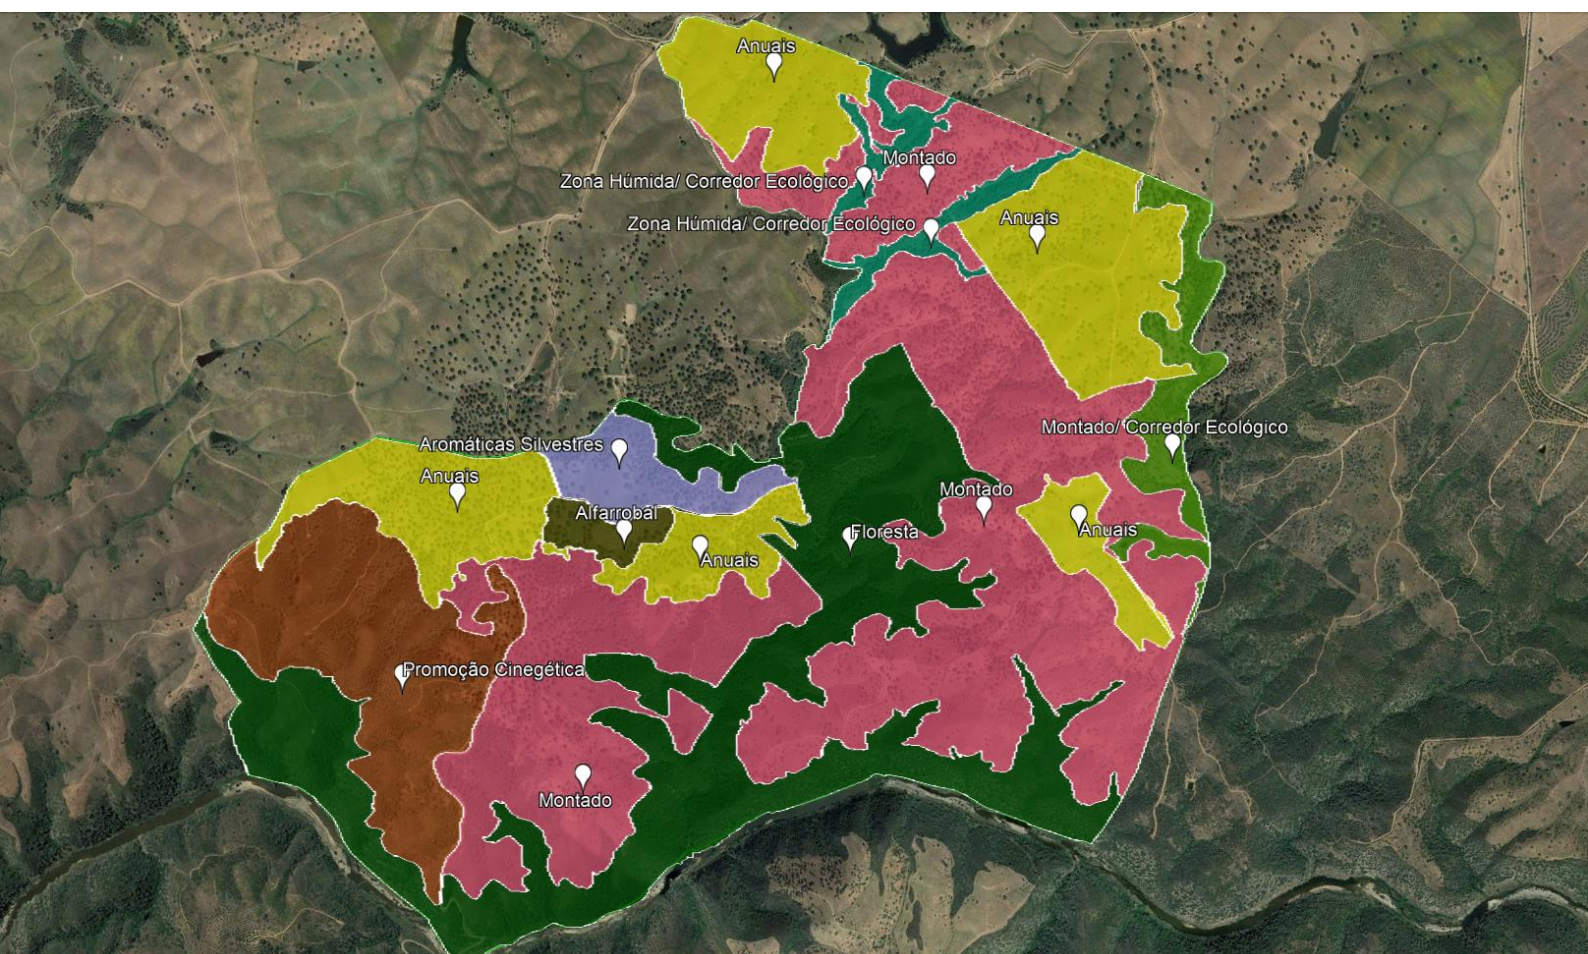 Anuais
Montado
Zona Húmida/ Corredor Ecológico
Zona Húmida/ Corredor Ecológico
Anuais
Montado/ Corredor Ecológico
Aromáticas Silvestres
Anuais
Montado
Alfarrobal
Anuais
Floresta
Anuais
Promoção Cinegética
Montado